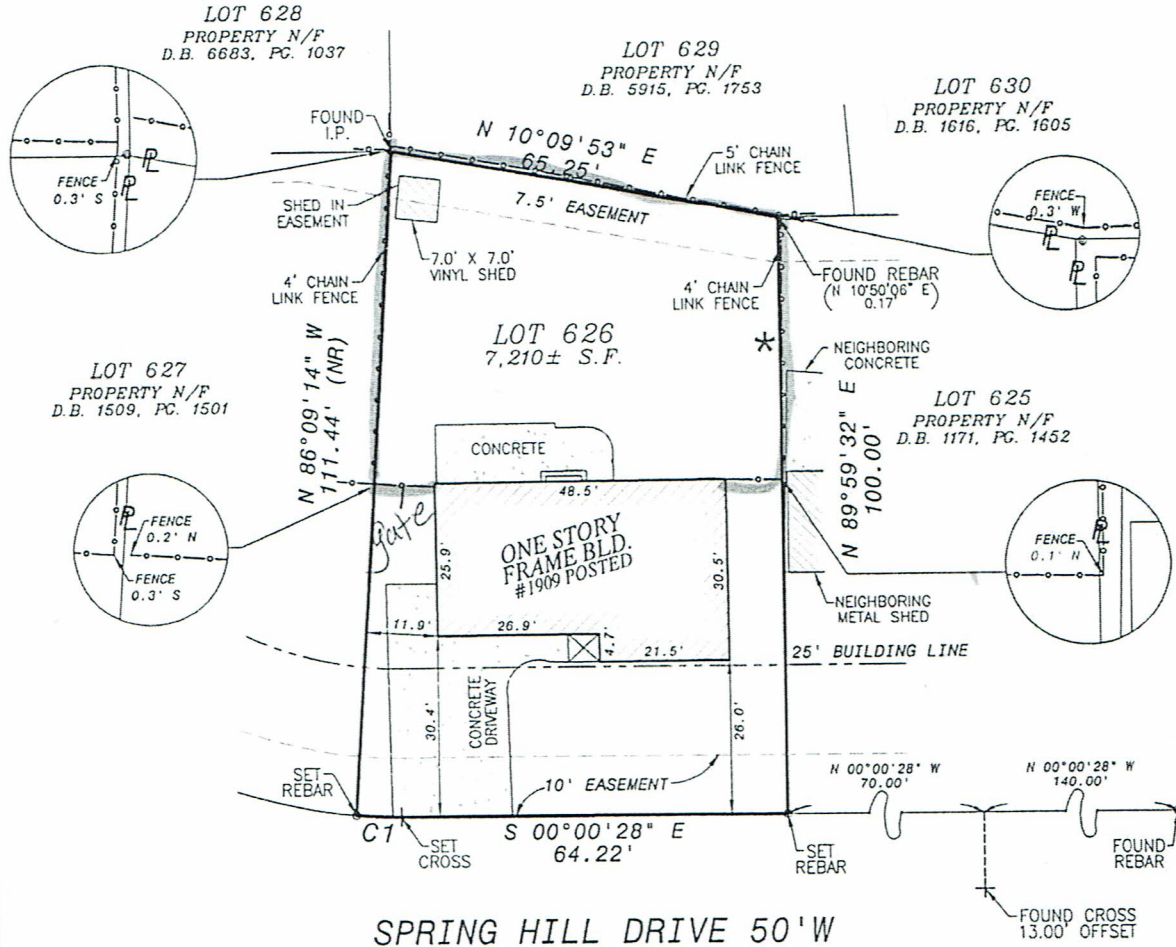 LOT 628
PROPERTY N/F
D.B. 6683, PG. 1037
LOT 629
PROPERTY N/F
D.B. 5915, PG. 1753
LOT 630
PROPERTY N/F
D.B. 1616, PG. 1605
FOUND
I.P.
N 10°09'53" E
65.25'
5' CHAIN
LINK FENCE
FENCE
0.3' S
PL
PL
SHED IN
EASEMENT
7.5' EASEMENT
FENCE
0.3' W
PL
PL
7.0' X 7.0'
VINYL SHED
4' CHAIN
LINK FENCE
4' CHAIN
LINK FENCE
FOUND REBAR
(N 10°50'06" E)
0.17'
LOT 626
7,210± S.F.
*
NEIGHBORING
CONCRETE
LOT 627
PROPERTY N/F
D.B. 1509, PG. 1501
N 86°09'14" W
111.44' (NR)
LOT 625
PROPERTY N/F
D.B. 1171, PG. 1452
N 89°59'32" E
100.00'
CONCRETE
48.5'
gate
PL
FENCE
0.2' N
FENCE
0.3' S
25.9'
ONE STORY
FRAME BLD.
#1909 POSTED
30.5'
PL
FENCE
0.1' N
NEIGHBORING
METAL SHED
11.9'
26.9'
4.7'
21.5'
25' BUILDING LINE
30.4'
CONCRETE
DRIVEWAY
26.0'
10' EASEMENT
N 00°00'28" W
70.00'
N 00°00'28" W
140.00'
SET
REBAR
C1
SET
CROSS
S 00°00'28" E
64.22'
SET
REBAR
FOUND
REBAR
FOUND CROSS
13.00' OFFSET
SPRING HILL DRIVE 50'W